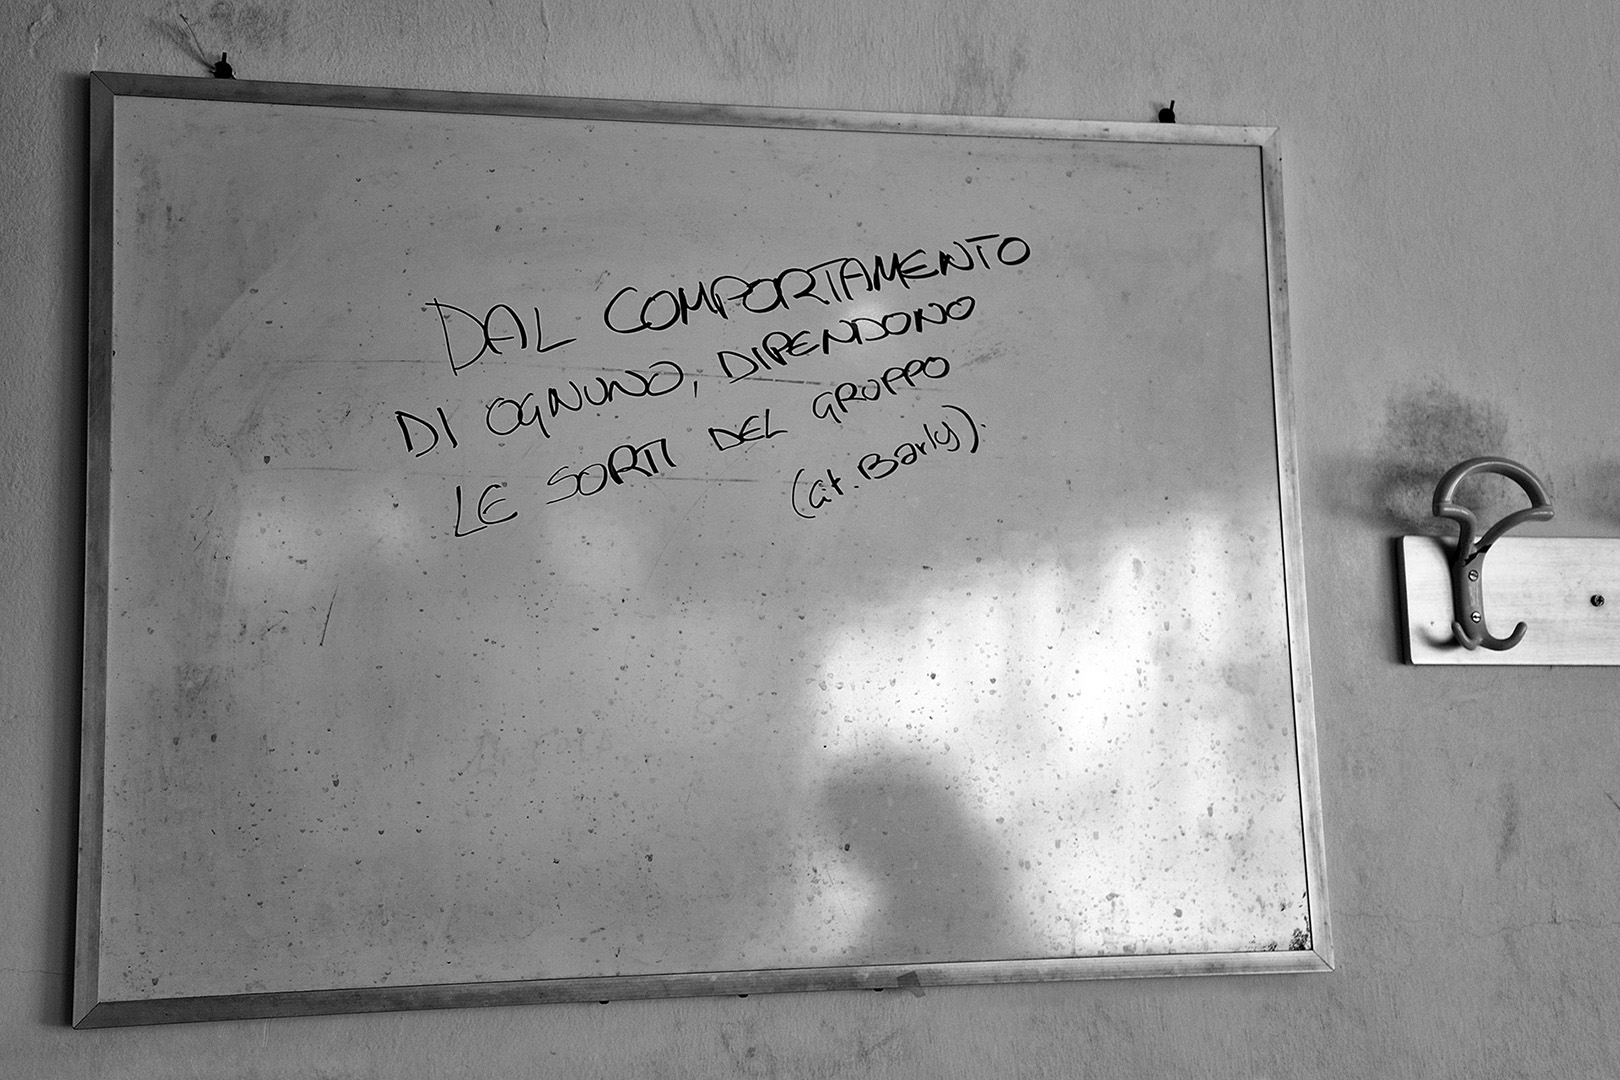 DAL COMPORTAMENTO
DI OGNUNO, DIPENDONO
LE SORTI DEL GRUPPO
(cit. Barly).